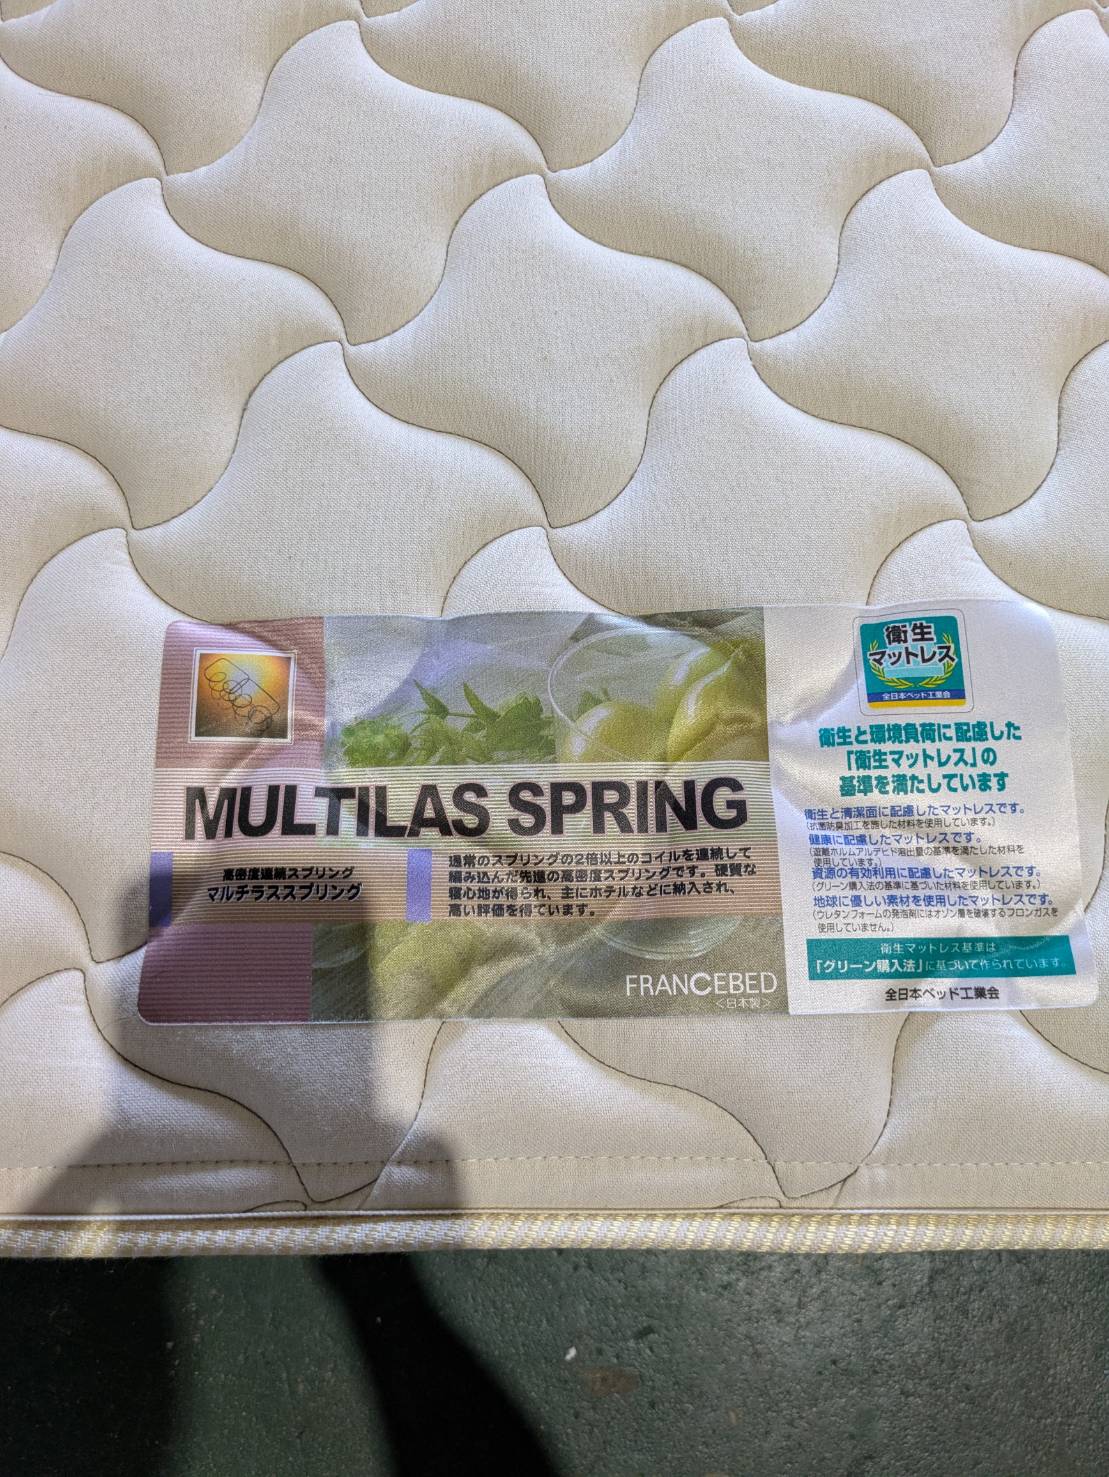 MULTILAS SPRING
高密度連続スプリング
マルチラススプリング
通常のスプリングの2倍以上のコイルを連続して
編み込んだ先進の高密度スプリングです。硬質な
寝心地が得られ、主にホテルなどに納入され、
高い評価を得ています。
FRANCEBED
<日本製>
衛生
マットレス
全日本ベッド工業会
衛生と環境負荷に配慮した
「衛生マットレス」の
基準を満たしています
衛生と清潔面に配慮したマットレスです。
(抗菌防臭加工を施した材料を使用しています。)
健康に配慮したマットレスです。
(遊離ホルムアルデヒド溶出量の基準を満たした材料を
使用しています。)
資源の有効利用に配慮したマットレスです。
(グリーン購入法の基準に基づいた材料を使用しています。)
地球に優しい素材を使用したマットレスです。
(ウレタンフォームの発泡剤にはオゾン層を破壊するフロンガスを
使用していません。)
衛生マットレス基準は
「グリーン購入法」に基づいて作られています。
全日本ベッド工業会